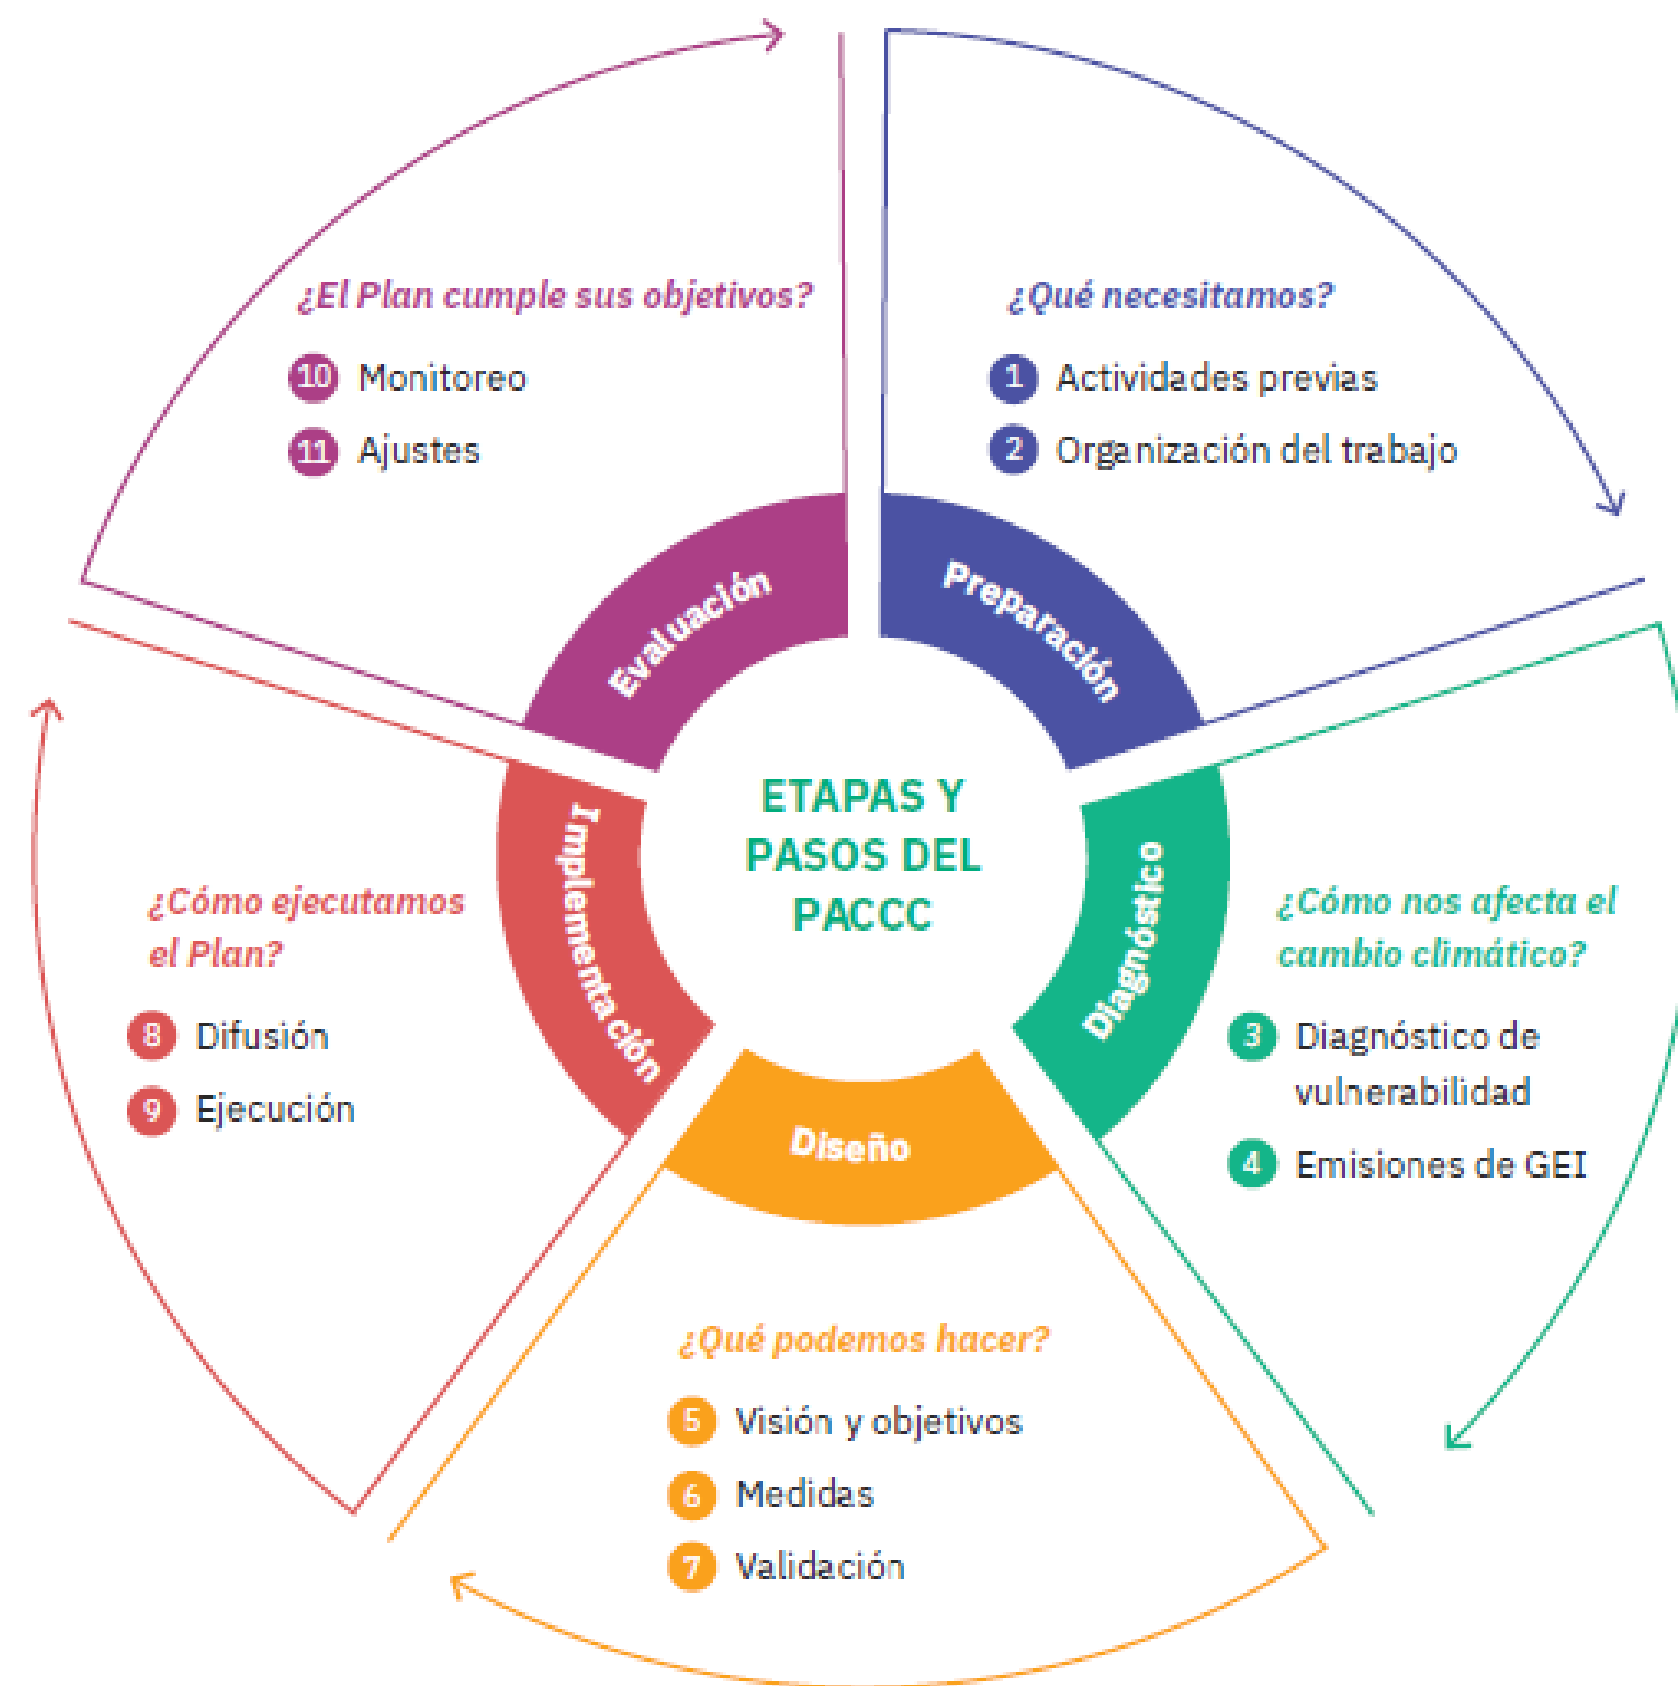 ETAPAS Y
PASOS DEL
PACCC
Preparación
¿Qué necesitamos?
1 Actividades previas
2 Organización del trabajo
Diagnóstico
¿Cómo nos afecta el
cambio climático?
3 Diagnóstico de
vulnerabilidad
4 Emisiones de GEI
Diseño
¿Qué podemos hacer?
5 Visión y objetivos
6 Medidas
7 Validación
Implementación
¿Cómo ejecutamos
el Plan?
8 Difusión
9 Ejecución
Evaluación
¿El Plan cumple sus objetivos?
10 Monitoreo
11 Ajustes